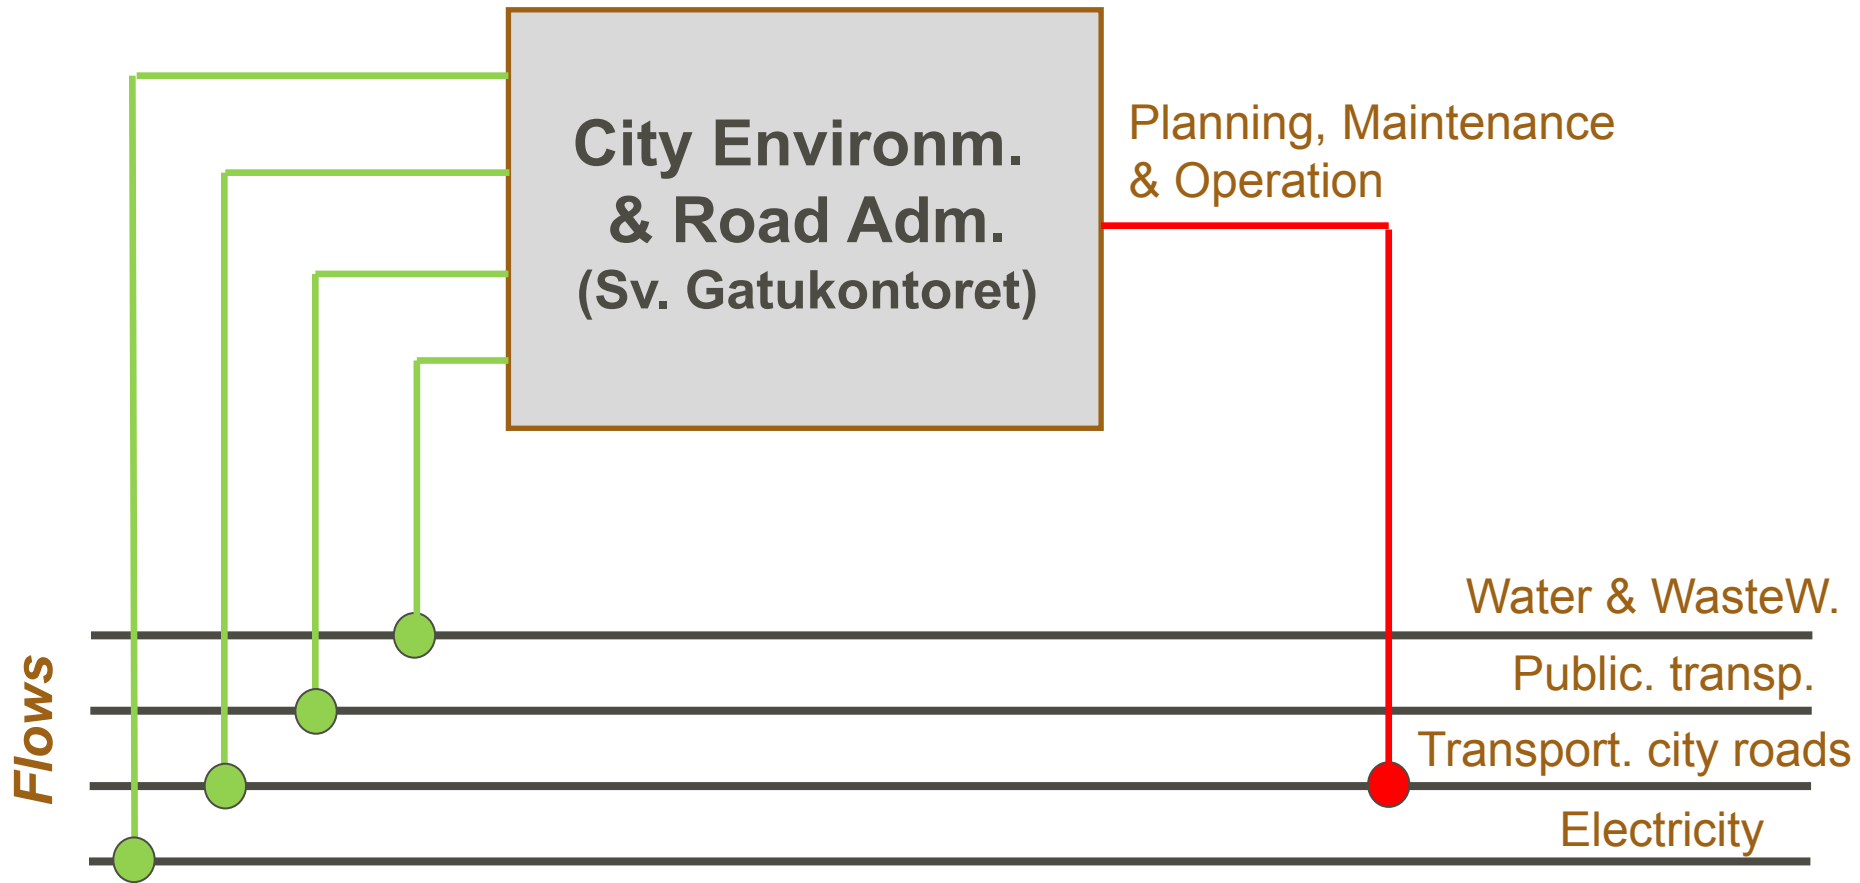 City Environm.
& Road Adm.
(Sv. Gatukontoret)
Planning, Maintenance
& Operation
Water & WasteW.
Public. transp.
Transport. city roads
Electricity
Flows